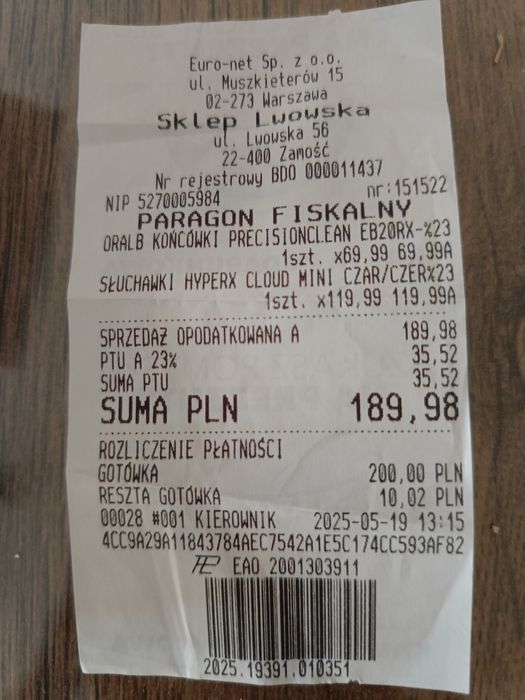 Euro-net Sp. z o.o.
ul. Muszkieterów 15
02-273 Warszawa
Sklep Lwowska
ul. Lwowska 56
22-400 Zamość
Nr rejestrowy BDO 000011437
NIP 5270005984 nr:151522
PARAGON FISKALNY
ORALB KOŃCÓWKI PRECISIONCLEAN EB20RX-%23
1szt. x69,99 69,99A
SŁUCHAWKI HYPERX CLOUD MINI CZAR/CZER%23
1szt. x119,99 119,99A
SPRZEDAŻ OPODATKOWANA A 189,98
PTU A 23% 35,52
SUMA PTU 35,52
SUMA PLN 189,98
ROZLICZENIE PŁATNOŚCI
GOTÓWKA 200,00 PLN
RESZTA GOTÓWKA 10,02 PLN
00028 #001 KIEROWNIK 2025-05-19 13:15
4CC9A29A11843784AEC7542A1E5C174CC593AF82
EAO 2001303911
2025.19391.010351